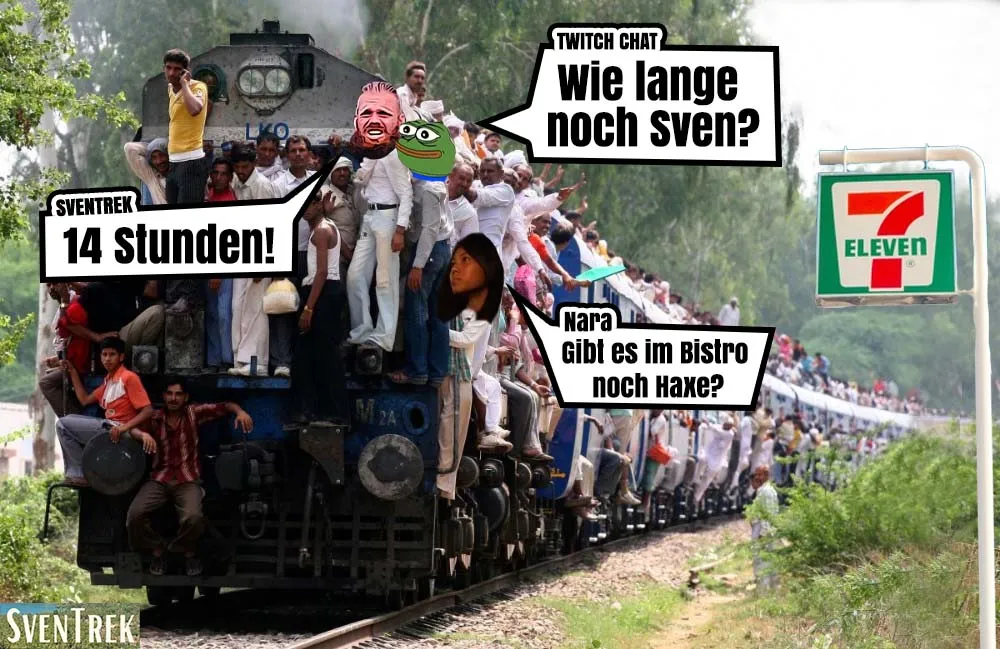 TWITCH CHAT
Wie lange
noch Sven?
LKO
SVENTREK
14 Stunden!
7
ELEVEn
®
Nara
Gibt es im Bistro
noch Haxe?
M2A
SVENTREK